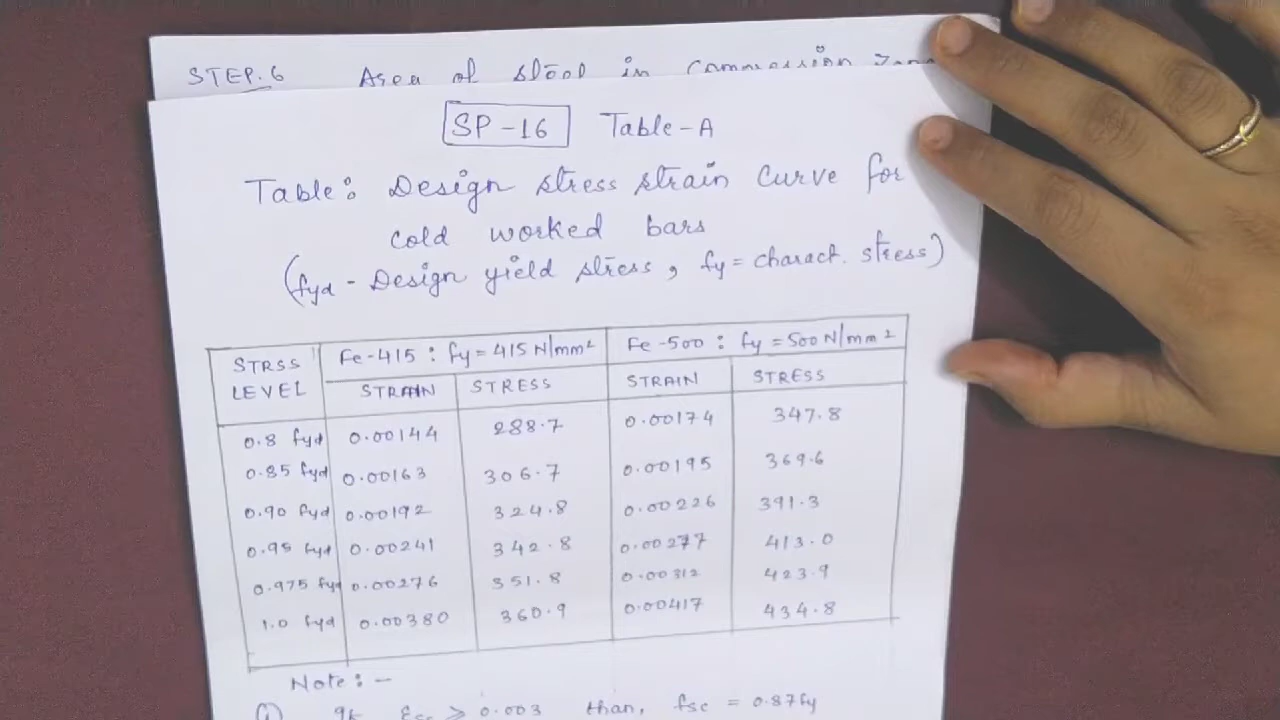 STEP.6 Area of steel in Commession
SP-16 Table-A
Table: Design stress strain Curve for
cold worked bars
(fyd - Design yield stress, fy = charact. stress)
STRSS LEVEL Fe-415 : fy = 415 N/mm² Fe-500 : fy = 500 N/mm²
STRAIN STRESS STRAIN STRESS
0.8 fyd 0.00144 288.7 0.00174 347.8
0.85 fyd 0.00163 306.7 0.00195 369.6
0.90 fyd 0.00192 324.8 0.00226 391.3
0.95 fyd 0.00241 342.8 0.00277 413.0
0.975 fyd 0.00276 351.8 0.00312 423.9
1.0 fyd 0.00380 360.9 0.00417 434.8
Note: -
than, fsc = 0.87fy